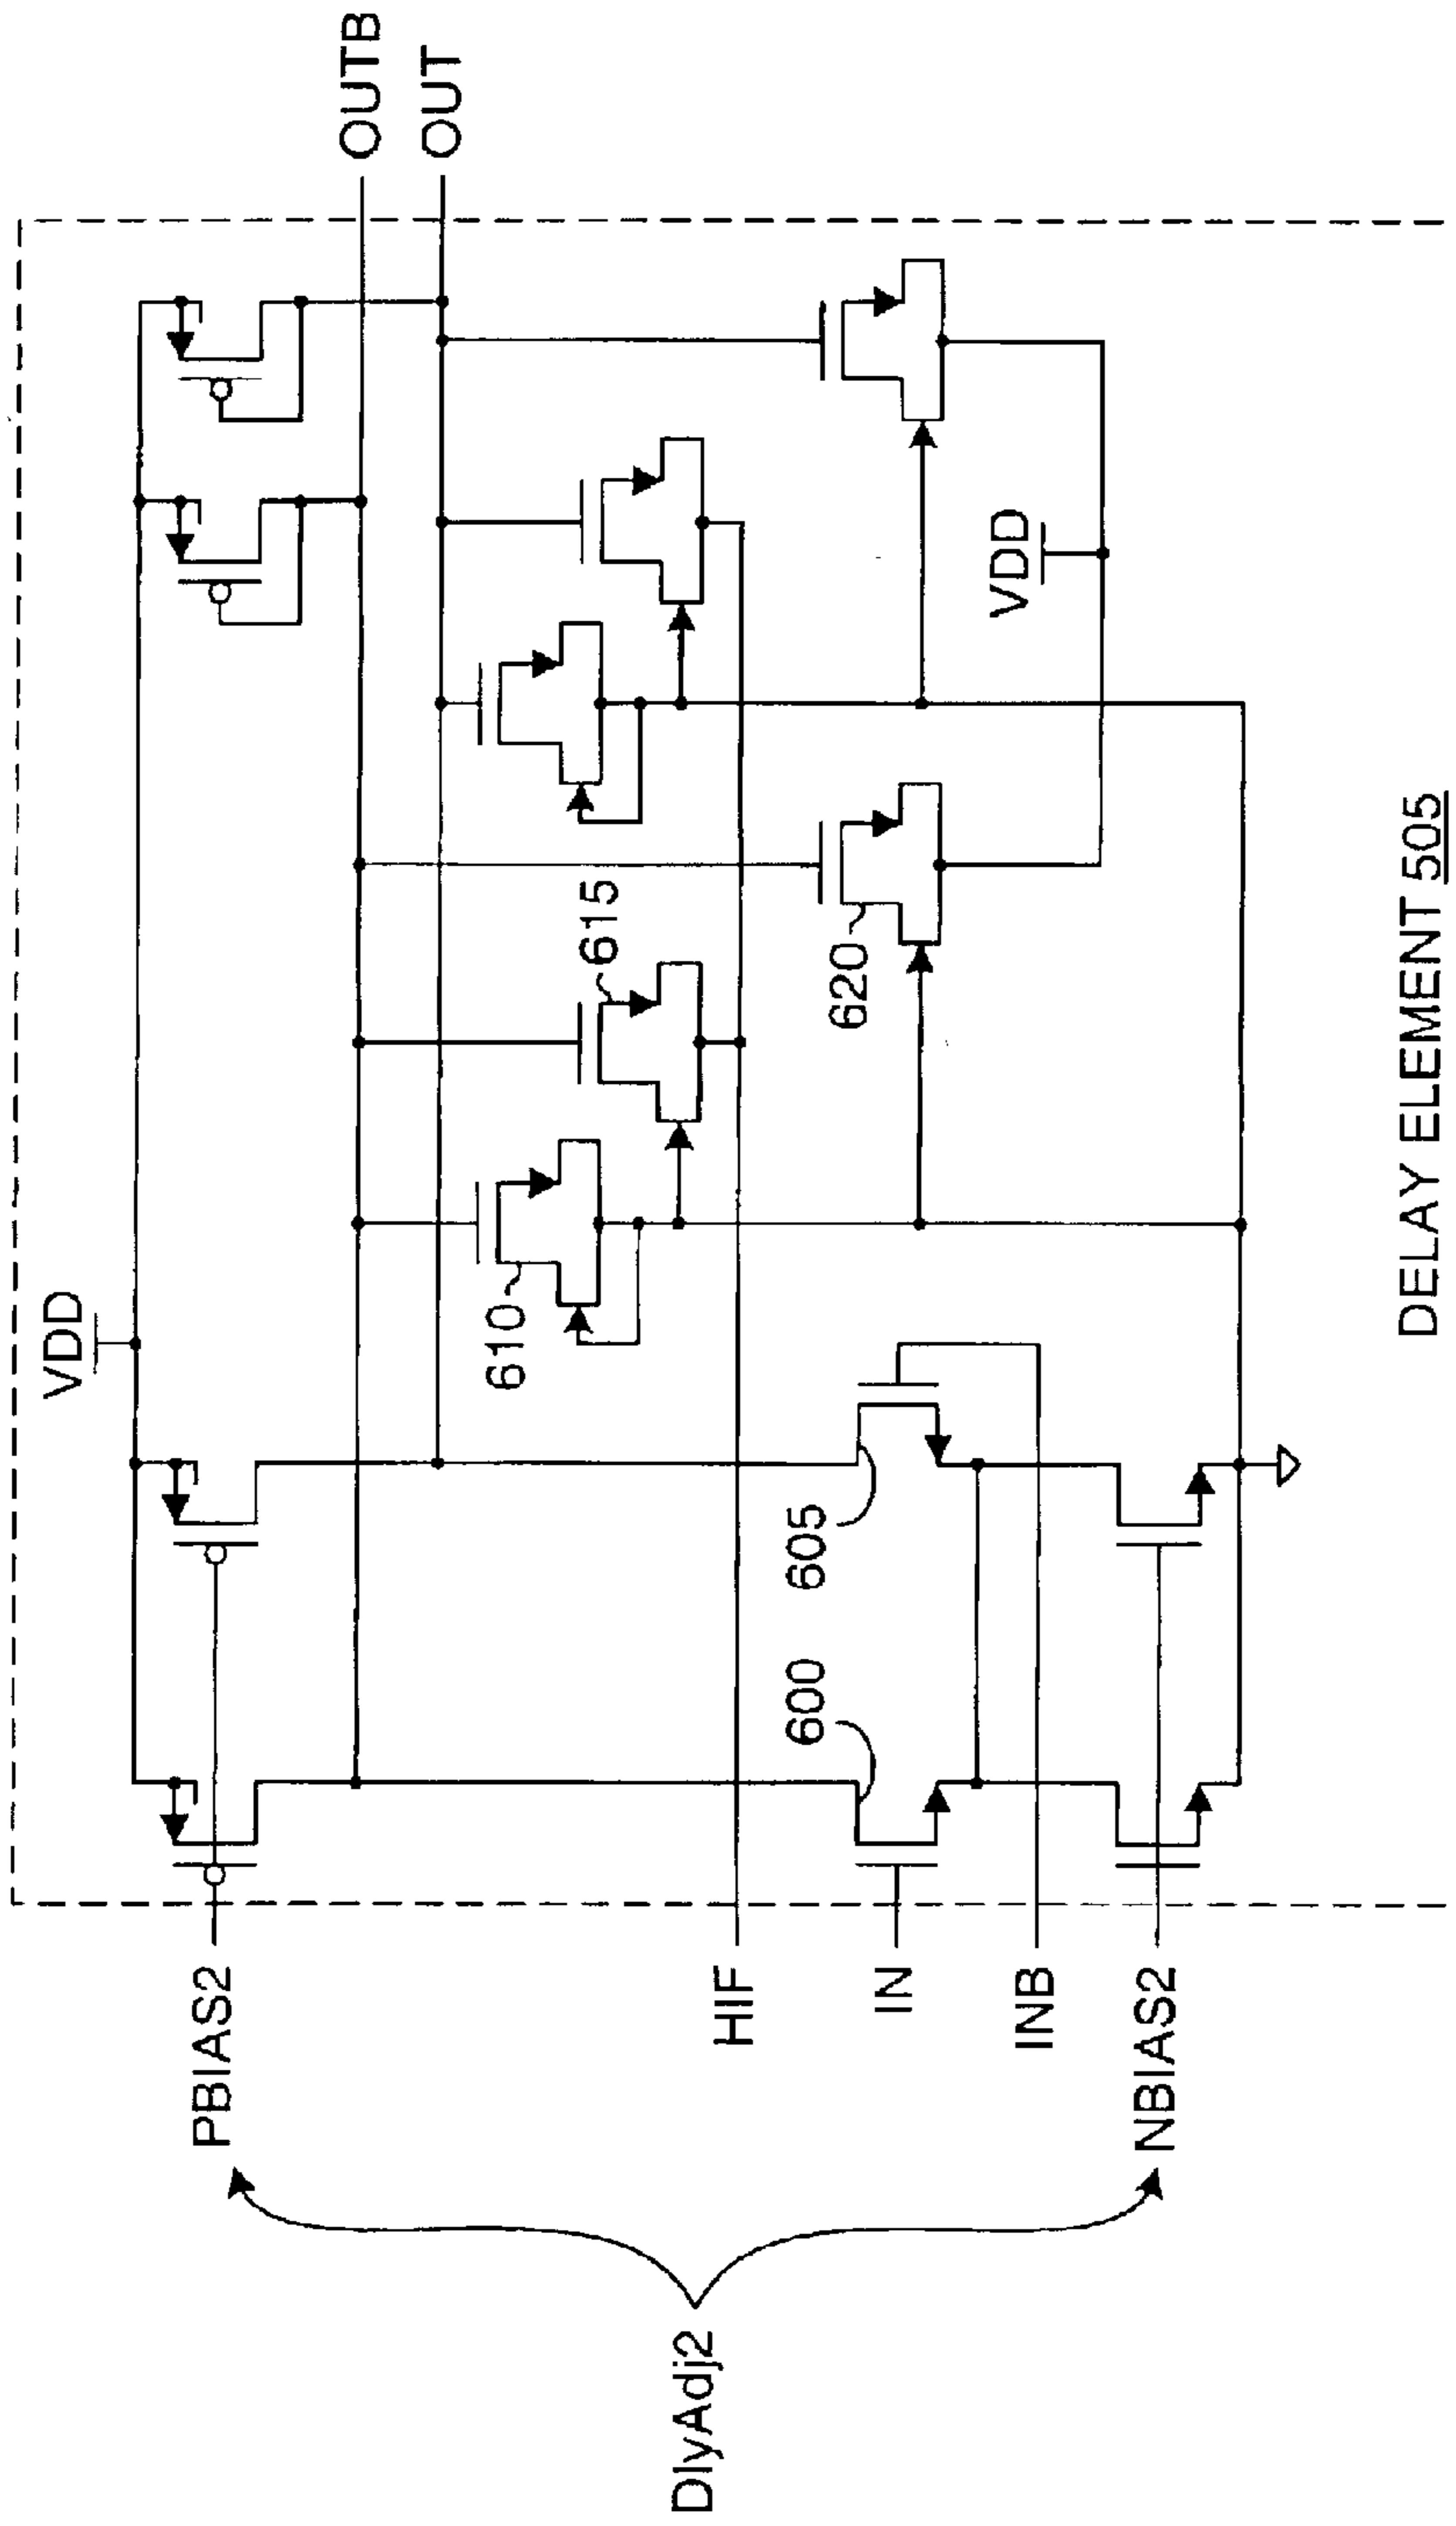 VDD
OUTB
OUT
PBIAS2
DlyAdj2
HIF
IN
INB
NBIAS2
610
615
620
VDD
600
605
DELAY ELEMENT 505